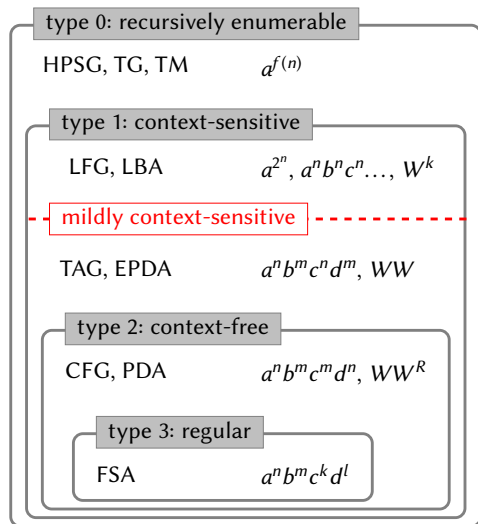 type 0: recursively enumerable
HPSG, TG, TM a^{f(n)}
type 1: context-sensitive
LFG, LBA a^{2^n}, a^n b^n c^n…, W^k
mildly context-sensitive
TAG, EPDA a^n b^m c^n d^m, WW
type 2: context-free
CFG, PDA a^n b^m c^m d^n, WW^R
type 3: regular
FSA a^n b^m c^k d^l